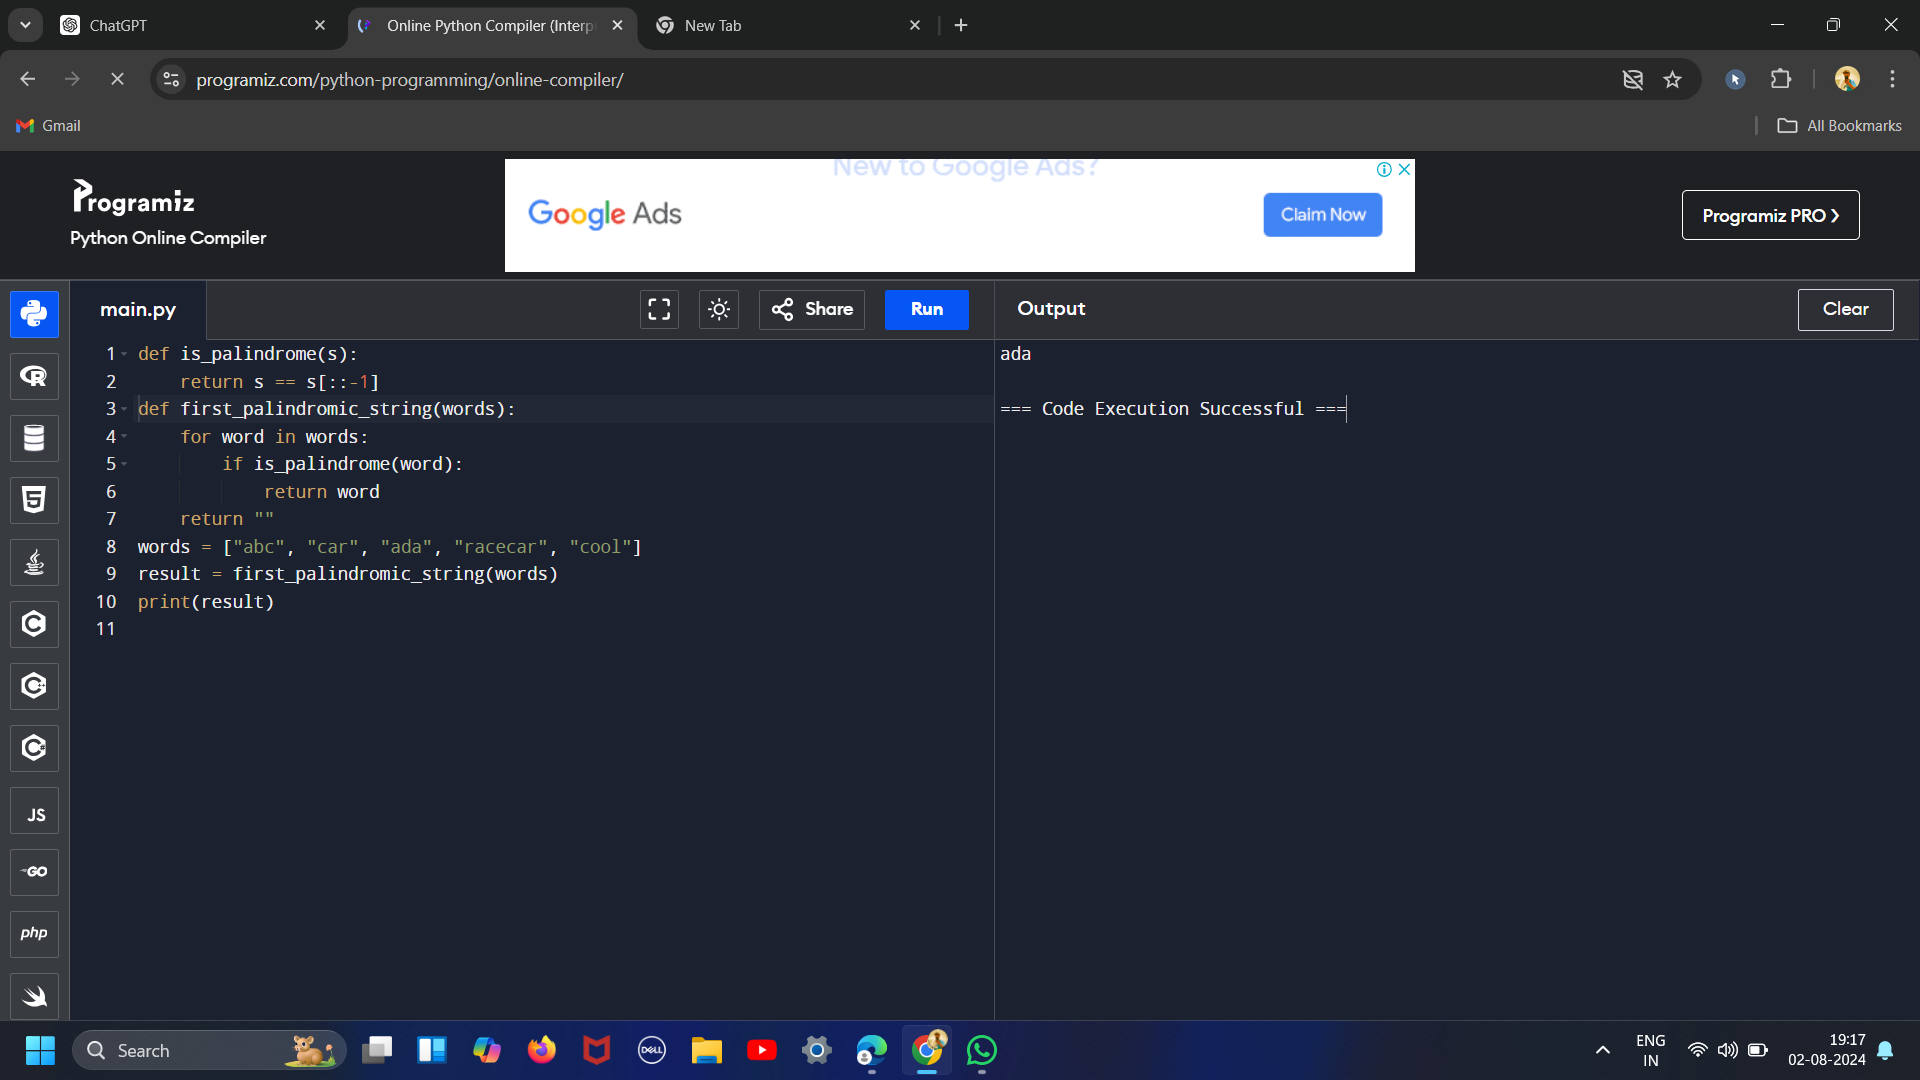 ChatGPT
Online Python Compiler (Interp
New Tab
programiz.com/python-programming/online-compiler/
Gmail
All Bookmarks
Programiz
Python Online Compiler
New to Google Ads?
Google Ads
Claim Now
Programiz PRO ❯
main.py
Share
Run
Output
Clear
1 def is_palindrome(s):
2     return s == s[::-1]
3 def first_palindromic_string(words):
4     for word in words:
5         if is_palindrome(word):
6             return word
7     return ""
8 words = ["abc", "car", "ada", "racecar", "cool"]
9 result = first_palindromic_string(words)
10 print(result)
11
ada
=== Code Execution Successful ===
R
5
C
C
C
JS
GO
php
Search
DELL
ENG
IN
19:17
02-08-2024